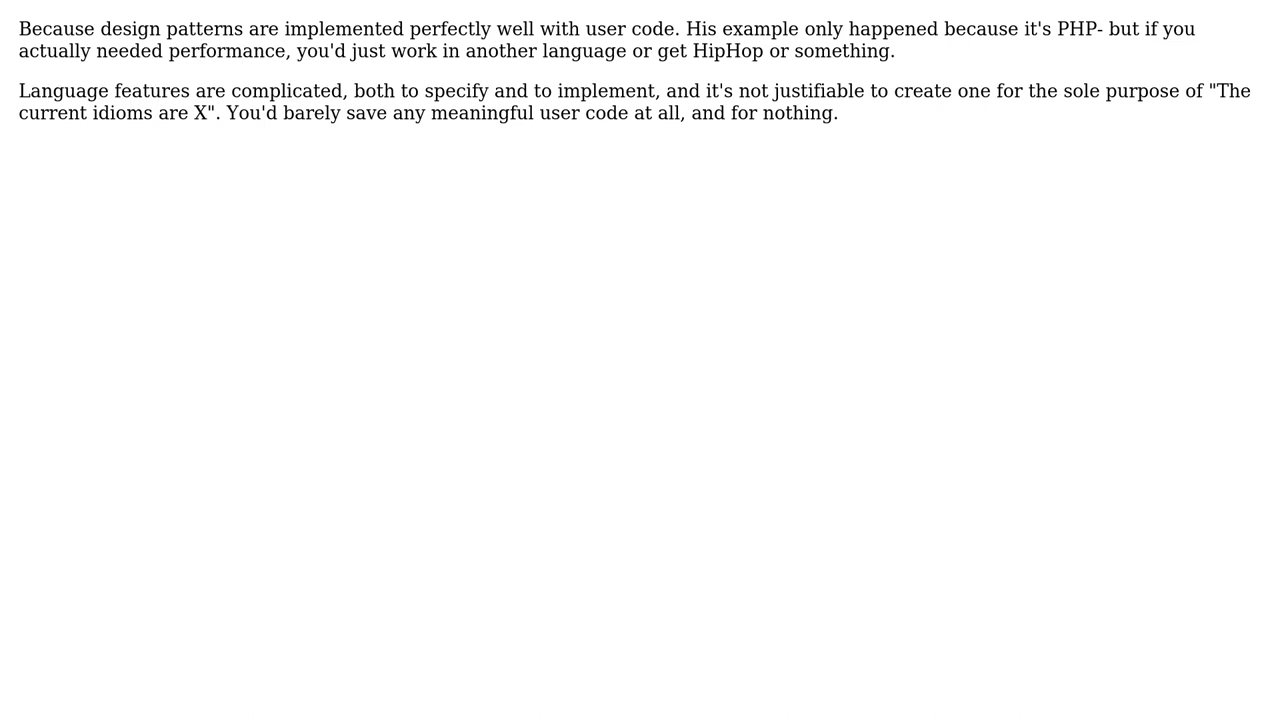 Because design patterns are implemented perfectly well with user code. His example only happened because it's PHP- but if you
actually needed performance, you'd just work in another language or get HipHop or something.
Language features are complicated, both to specify and to implement, and it's not justifiable to create one for the sole purpose of "The
current idioms are X". You'd barely save any meaningful user code at all, and for nothing.